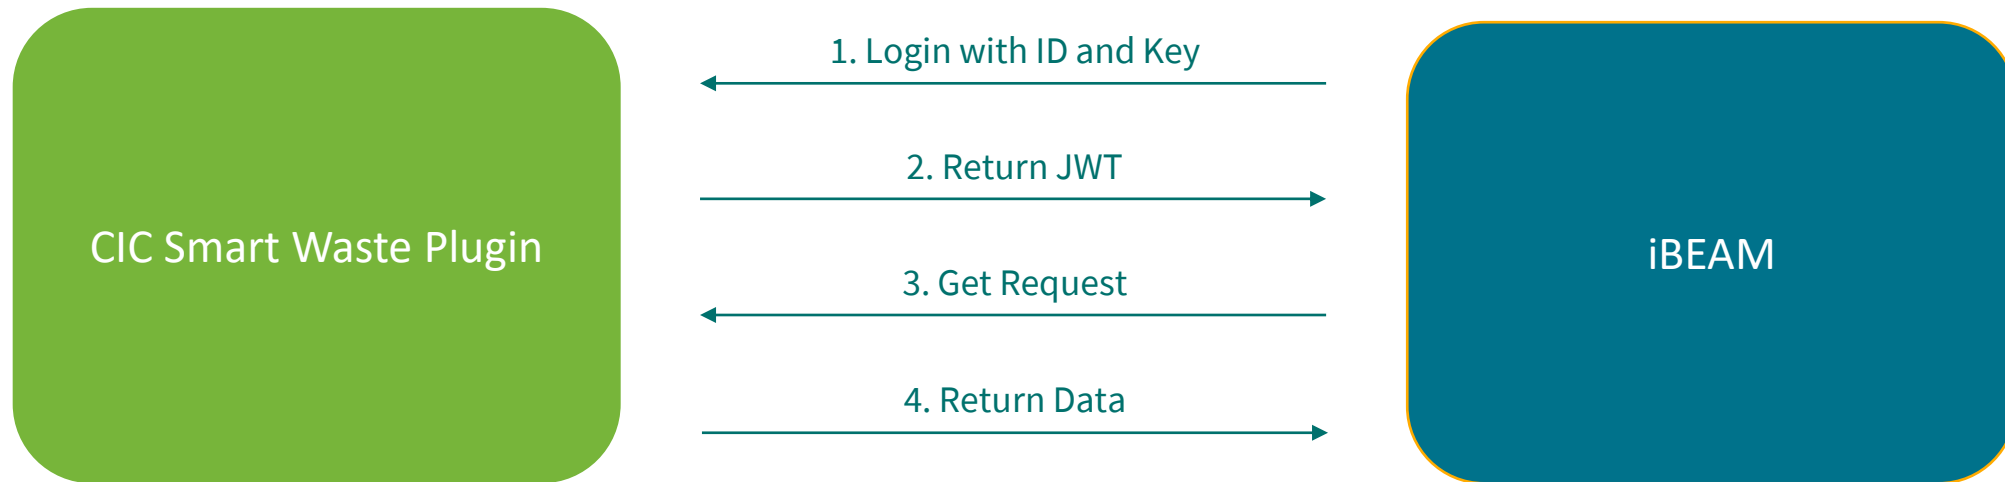 CIC Smart Waste Plugin
1. Login with ID and Key
2. Return JWT
3. Get Request
4. Return Data
iBEAM